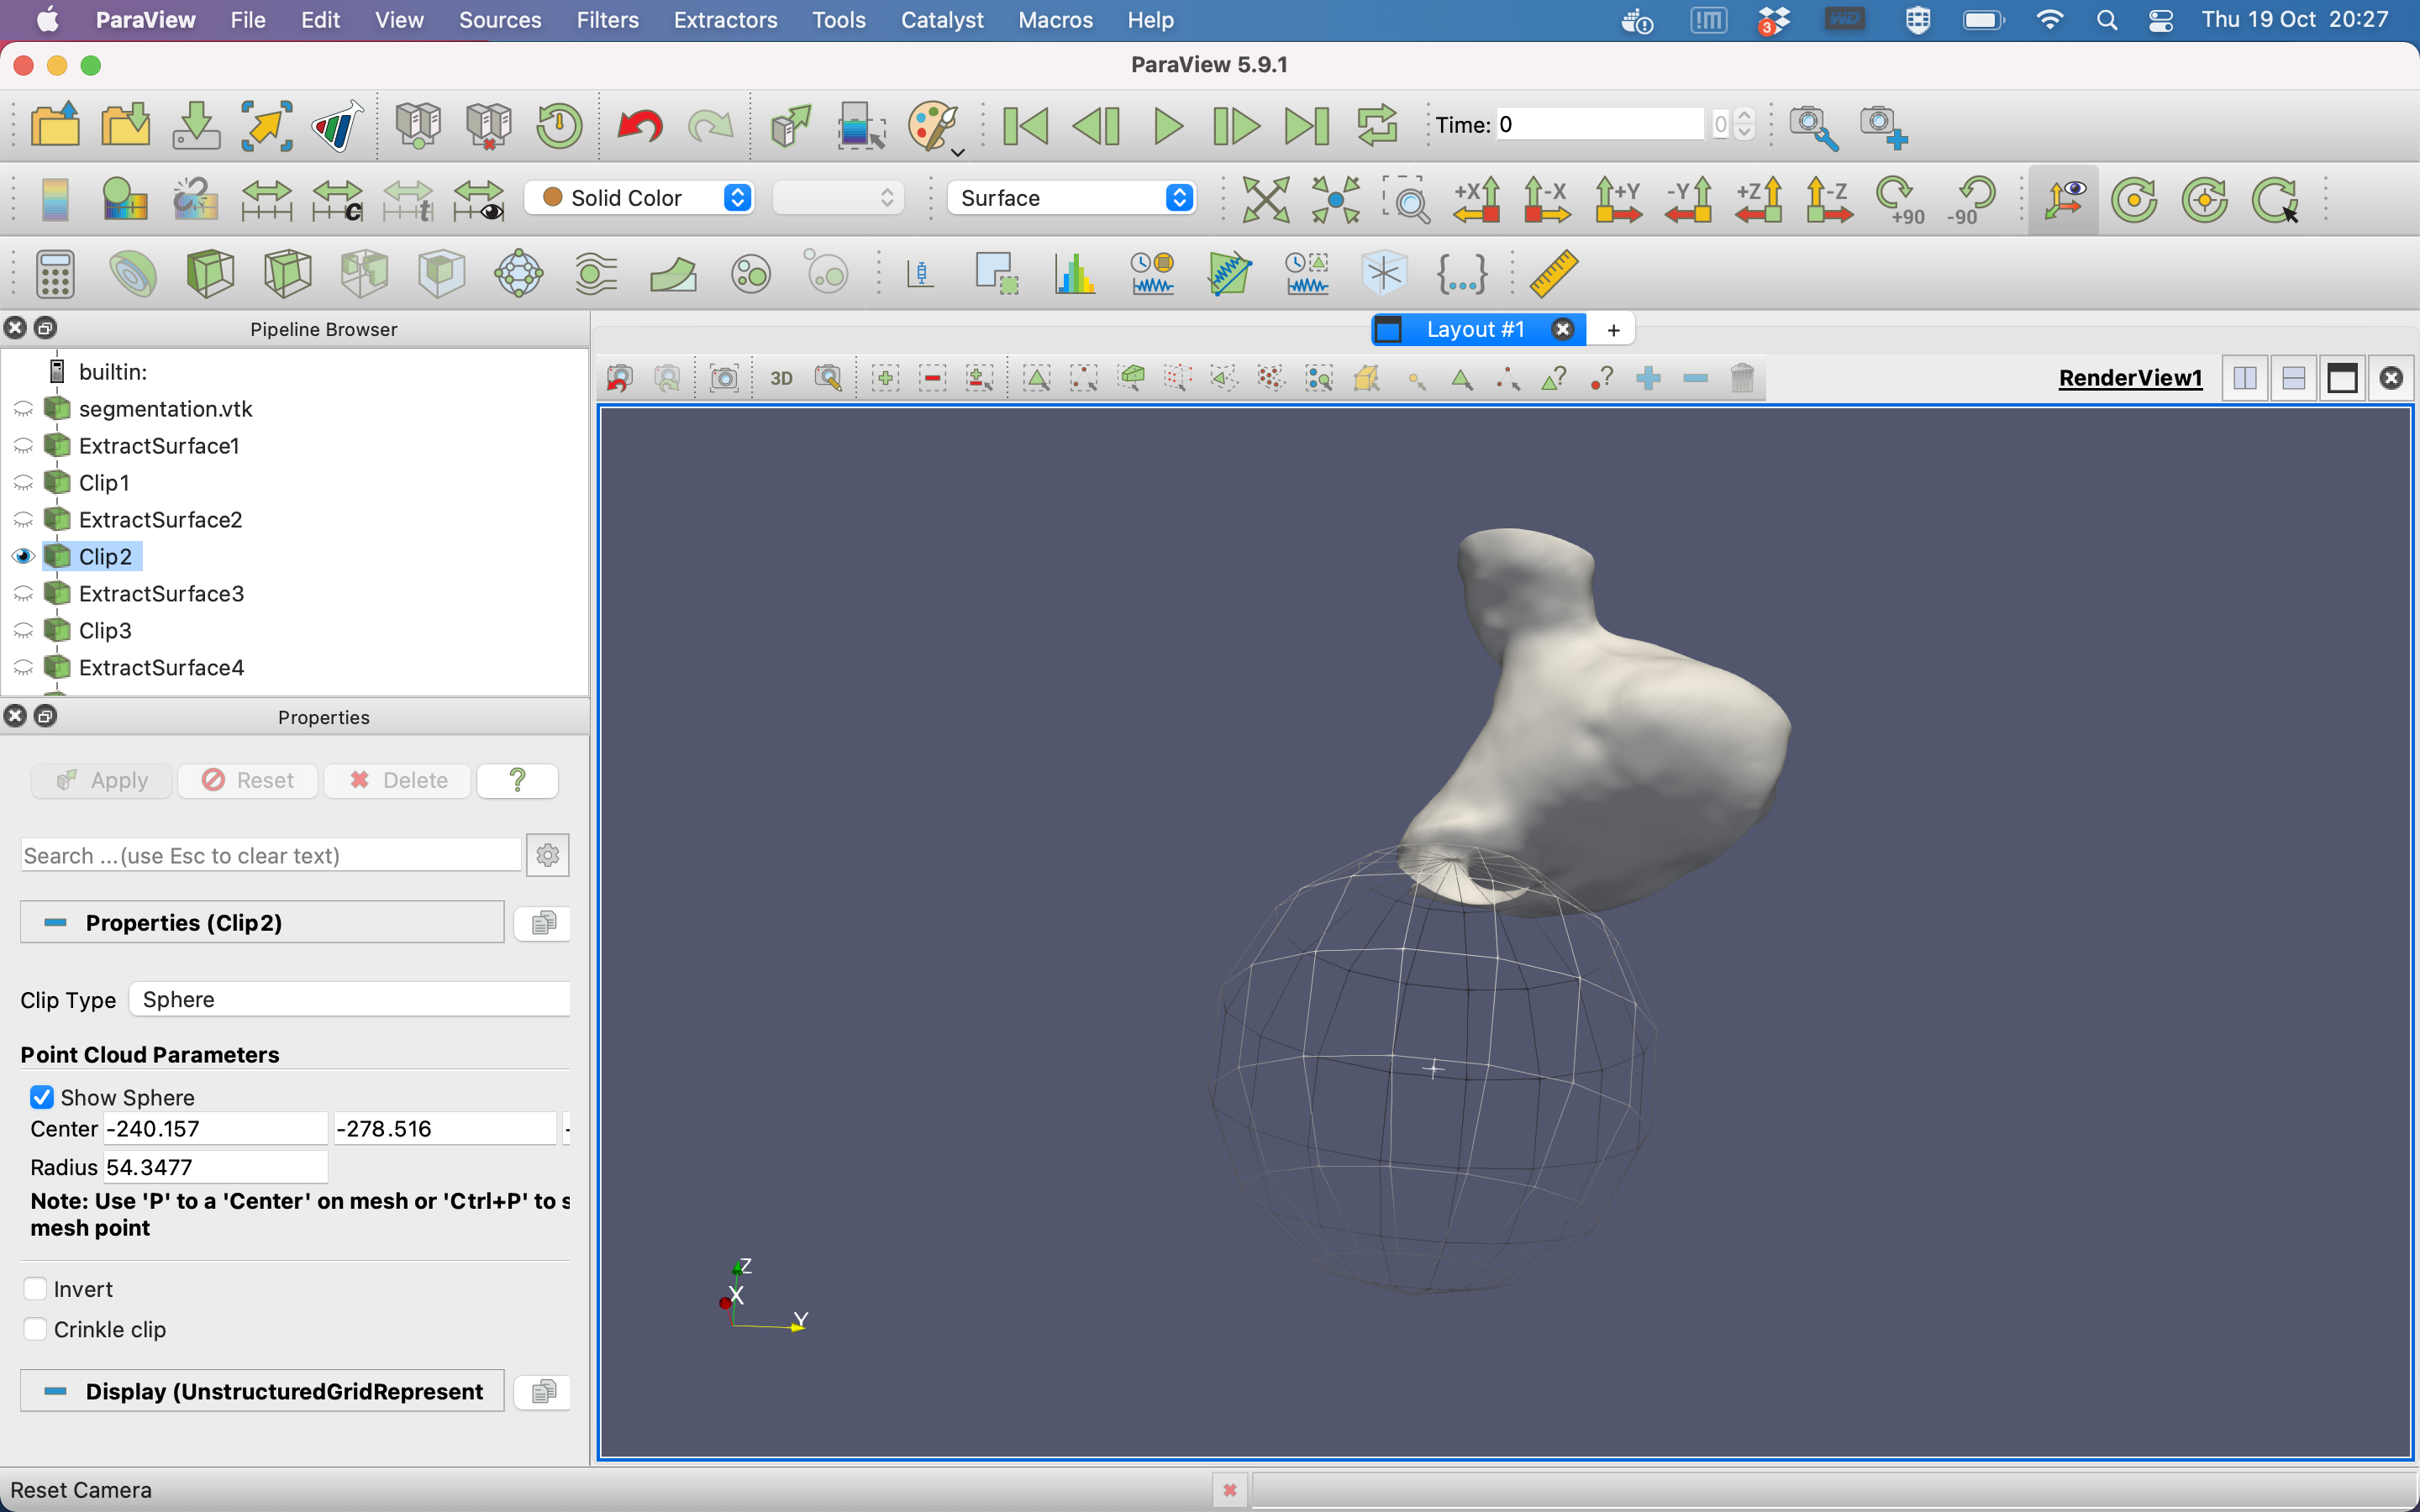 ParaView File Edit View Sources Filters Extractors Tools Catalyst Macros Help 3 WD Thu 19 Oct 20:27
ParaView 5.9.1
Time: 0 0
c t Solid Color Surface +X -X +Y -Y +Z -Z +90 -90
{...}
Pipeline Browser
Layout #1 +
builtin:
3D
RenderView1
segmentation.vtk
ExtractSurface1
Clip1
ExtractSurface2
Clip2
ExtractSurface3
Clip3
ExtractSurface4
Properties
Apply Reset Delete ?
Search ...(use Esc to clear text)
Properties (Clip2)
Clip Type Sphere
Point Cloud Parameters
Show Sphere
Center -240.157 -278.516 -
Radius 54.3477
Note: Use 'P' to a 'Center' on mesh or 'Ctrl+P' to s
mesh point
Invert
Crinkle clip
Display (UnstructuredGridRepresent
Z
X
Y
Reset Camera